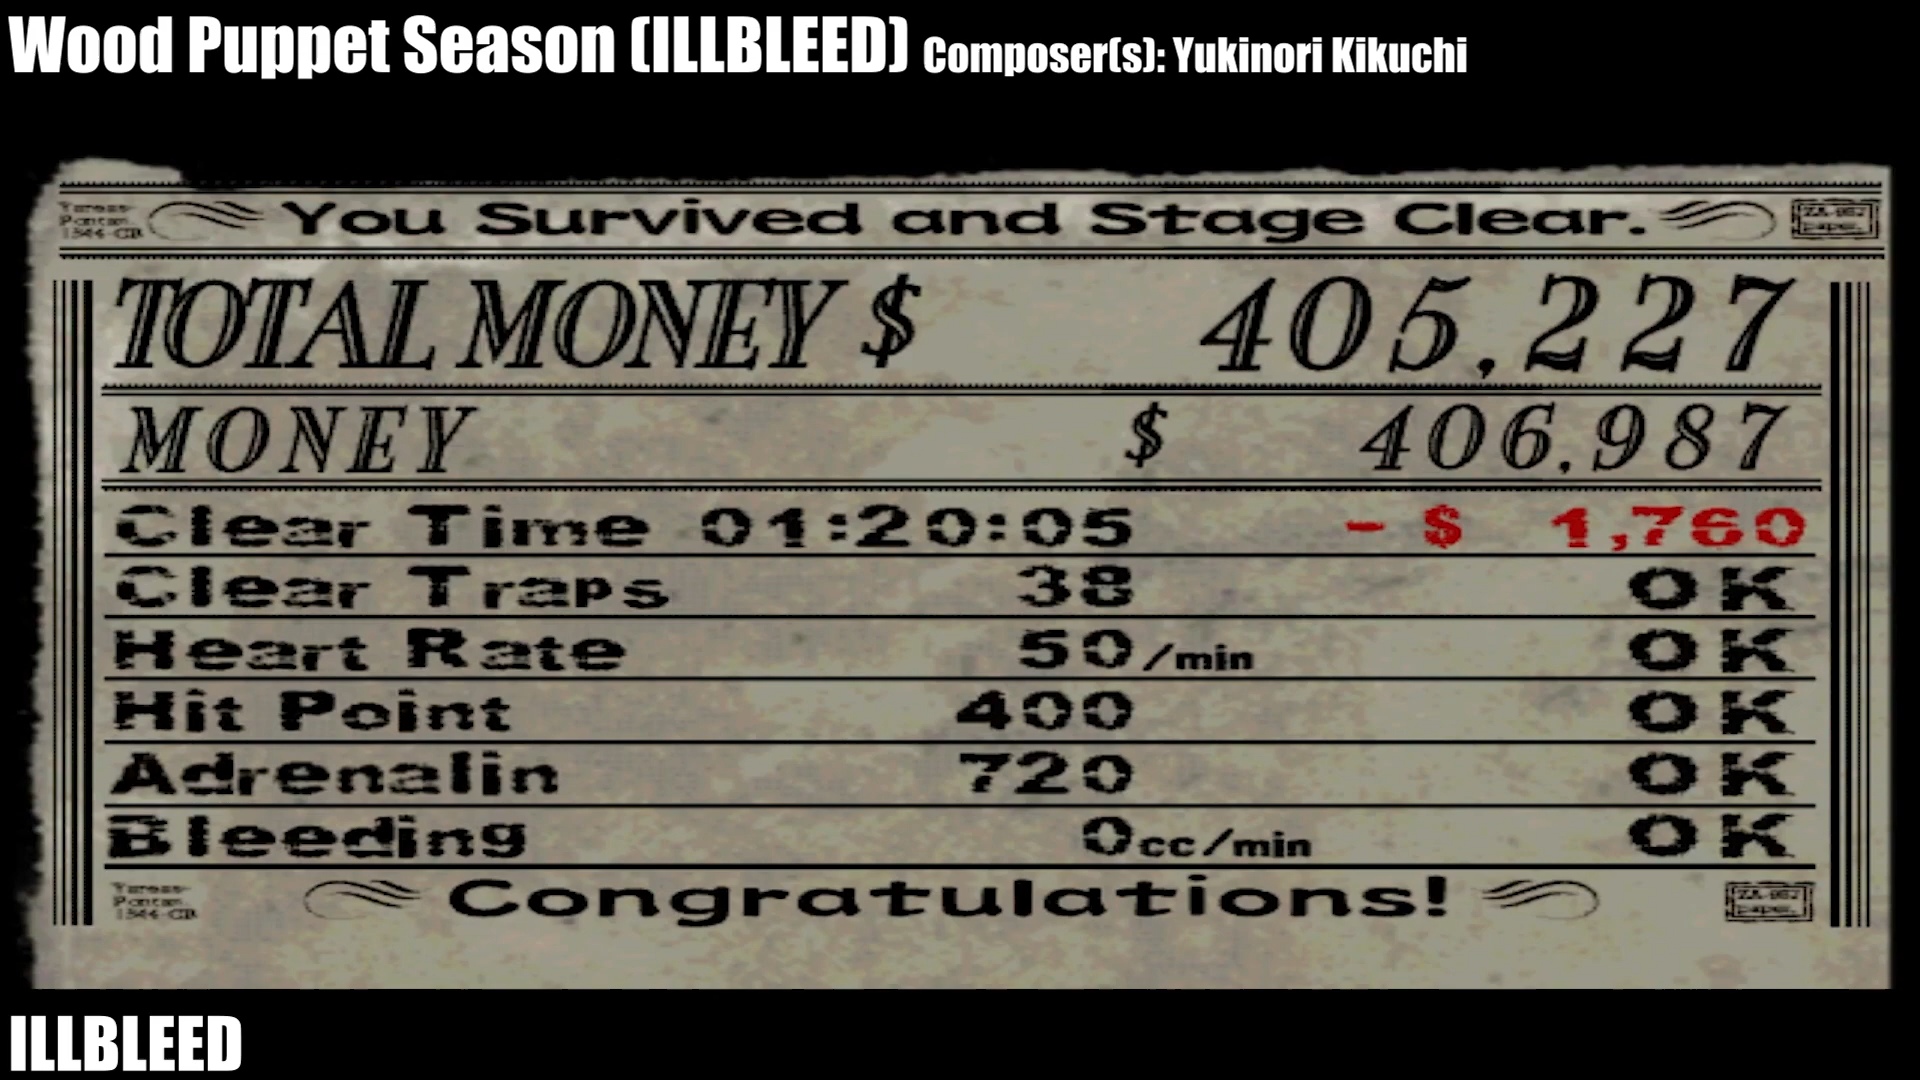 Wood Puppet Season (ILLBLEED) Composer(s): Yukinori Kikuchi
You Survived and Stage Clear.
TOTAL MONEY $ 405,227
MONEY $ 406,987
Clear Time 01:20:05 - $ 1,760
Clear Traps 38 OK
Heart Rate 50/min OK
Hit Point 400 OK
Adrenalin 720 OK
Bleeding 0cc/min OK
Congratulations!
ILLBLEED